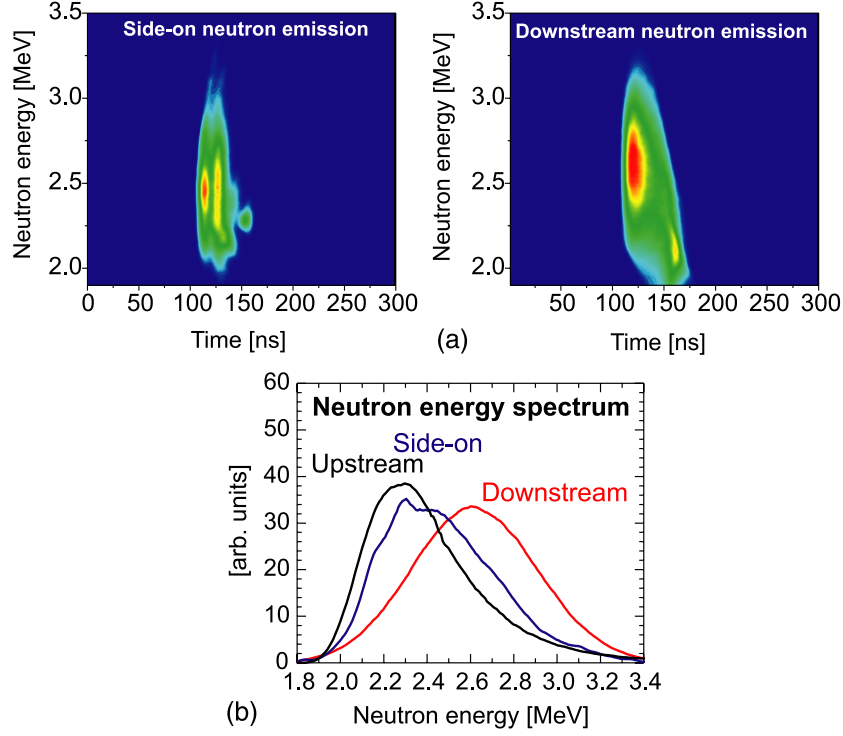 Side-on neutron emission
Downstream neutron emission
Neutron energy [MeV]
3.5
3.0
2.5
2.0
0 50 100 150 200 250 300
Time [ns]
Neutron energy [MeV]
3.5
3.0
2.5
2.0
50 100 150 200 250 300
Time [ns]
(a)
Neutron energy spectrum
Side-on
Upstream
Downstream
[arb. units]
60
50
40
30
20
10
0
1.8 2.0 2.2 2.4 2.6 2.8 3.0 3.2 3.4
Neutron energy [MeV]
(b)